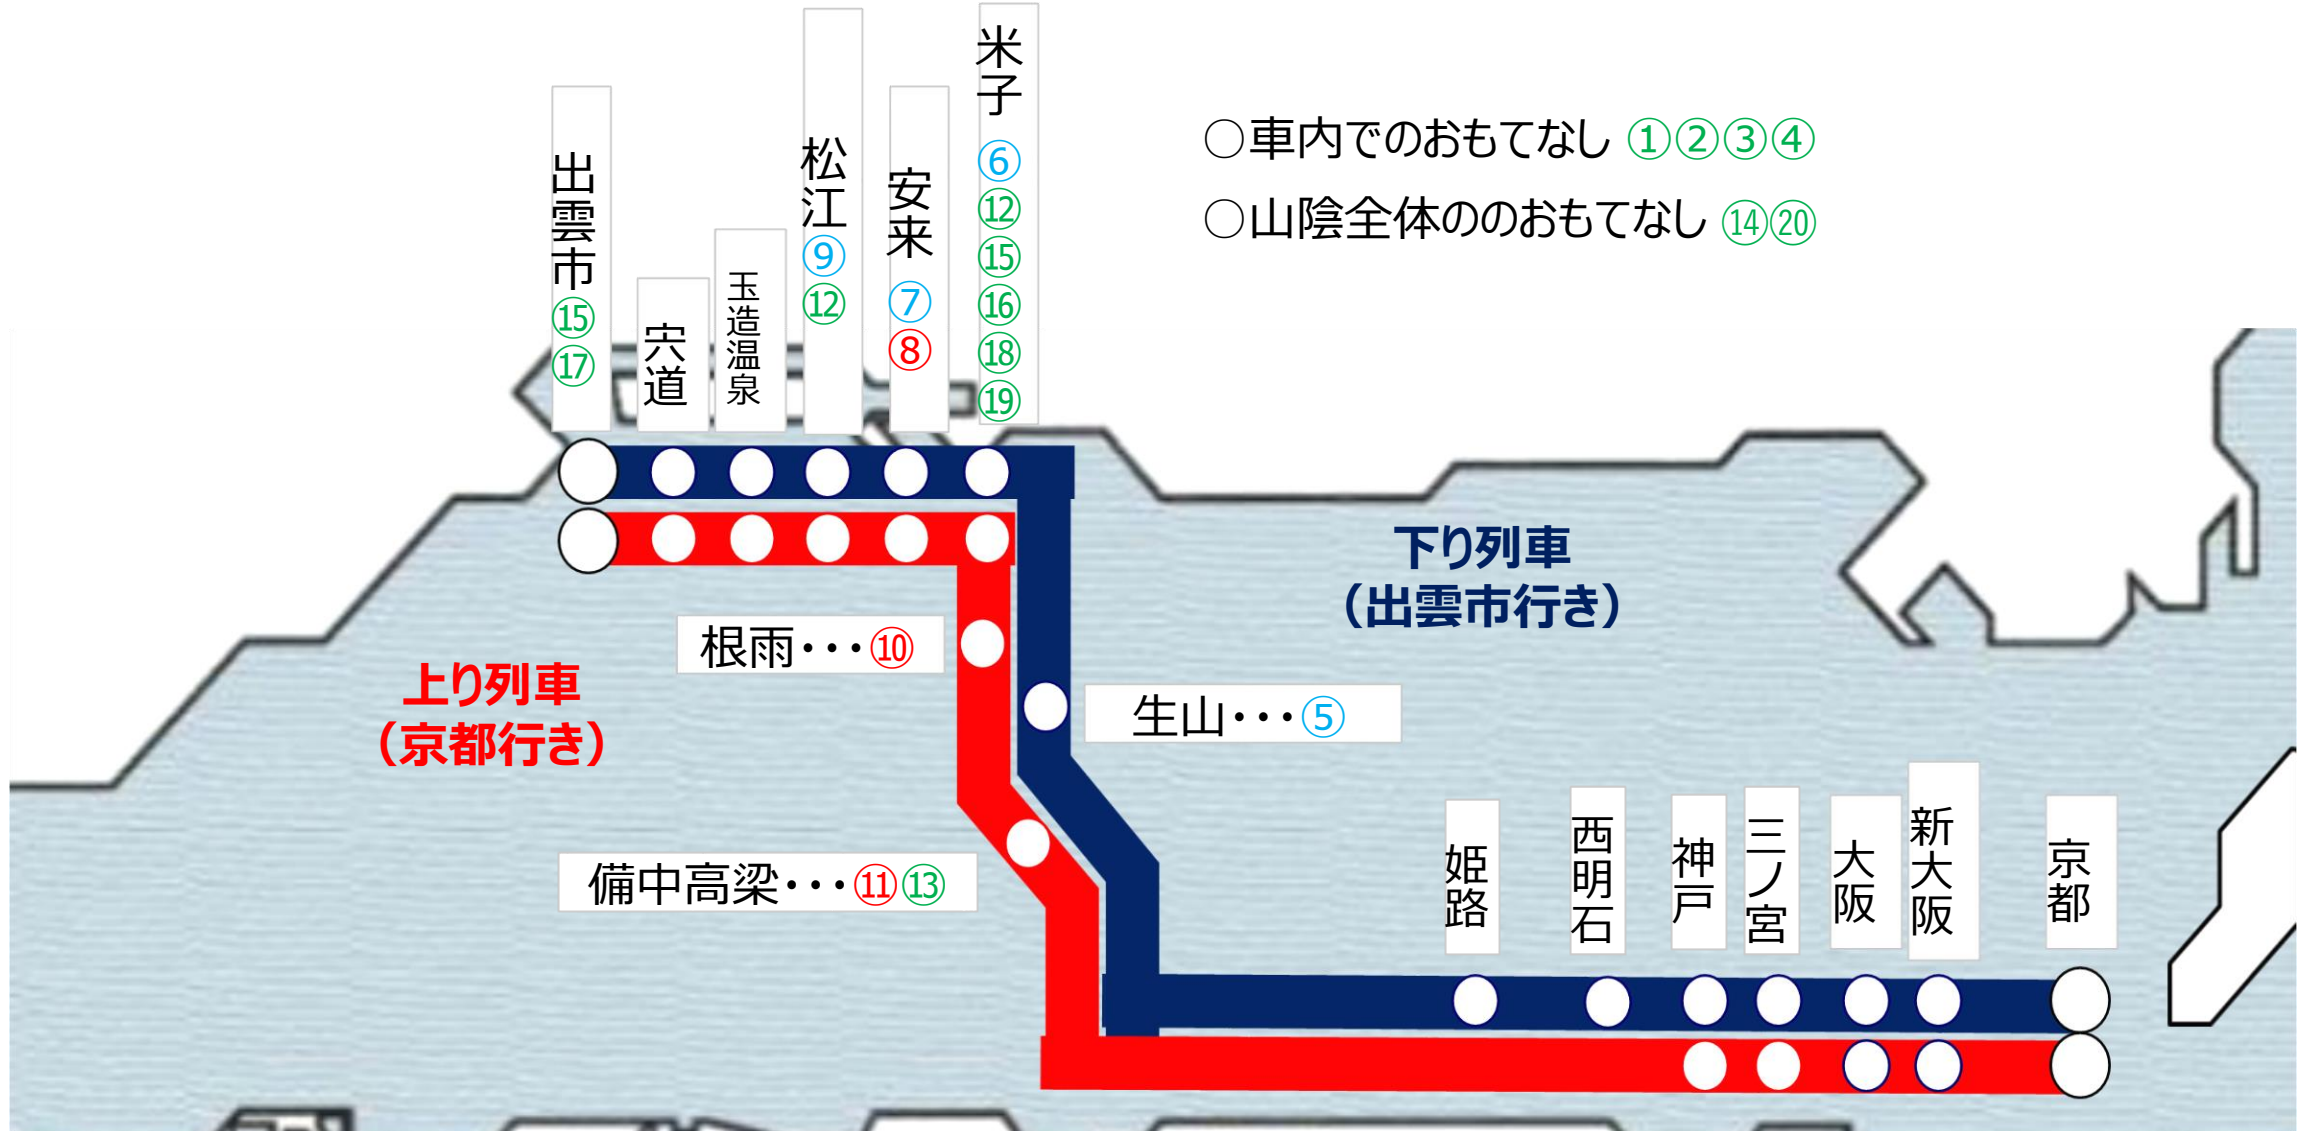 米子
⑥
⑫
⑮
⑯
⑱
⑲
安来
⑦
⑧
松江
⑨
⑫
玉造温泉
宍道
出雲市
⑮
⑰
○車内でのおもてなし ①②③④
○山陰全体ののおもてなし ⑭⑳
下り列車
（出雲市行き）
根雨・・・⑩
上り列車
（京都行き）
生山・・・⑤
備中高梁・・・⑪⑬
姫路
西明石
神戸
三ノ宮
大阪
新大阪
京都